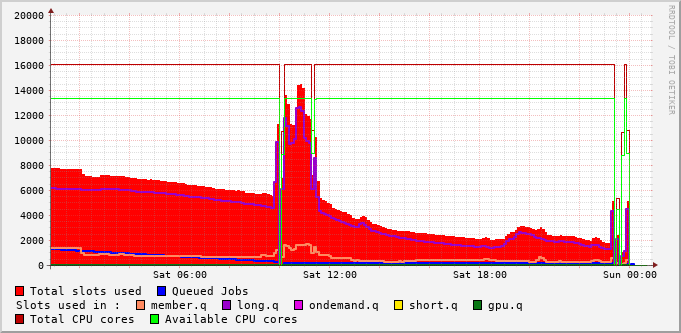 20000
18000
16000
14000
12000
10000
8000
6000
4000
2000
0
Sat 06:00 Sat 12:00 Sat 18:00 Sun 00:00
RRDTOOL / TOBI OETIKER
Total slots used Queued Jobs
Slots used in : member.q long.q ondemand.q short.q gpu.q
Total CPU cores Available CPU cores